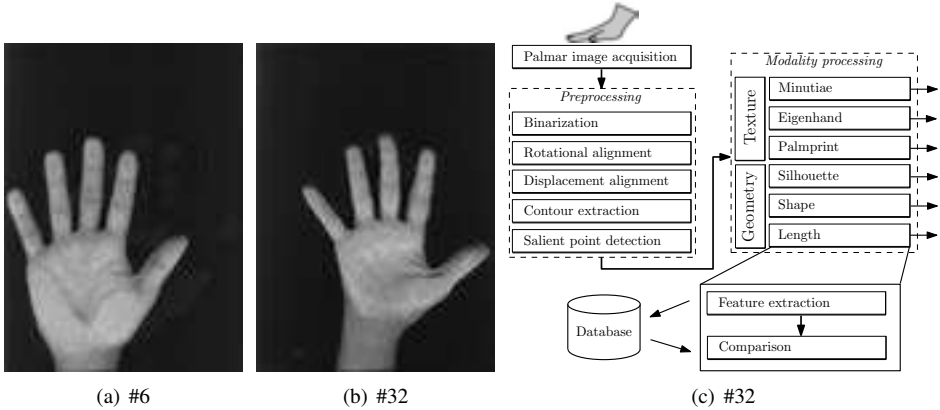 Palmar image acquisition
Preprocessing
Binarization
Rotational alignment
Displacement alignment
Contour extraction
Salient point detection
Modality processing
Texture
Minutiae
Eigenhand
Palmprint
Geometry
Silhouette
Shape
Length
Database
Feature extraction
Comparison
(a) #6
(b) #32
(c) #32